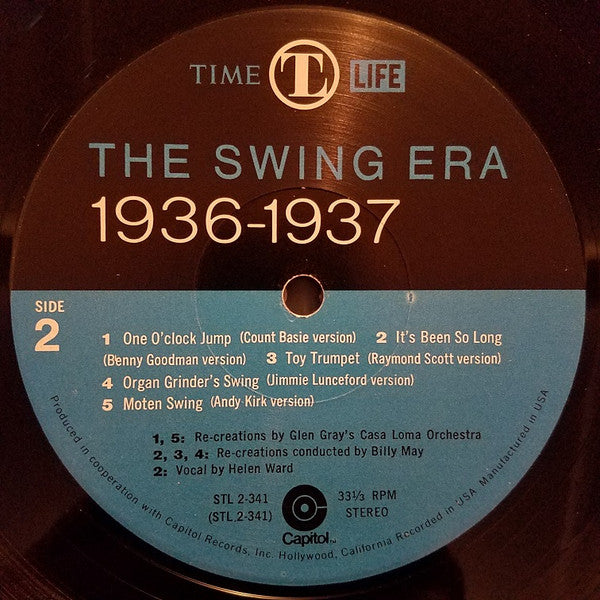 TIME TL LIFE
THE SWING ERA
1936-1937
SIDE
2
1 One O'clock Jump (Count Basie version) 2 It's Been So Long
(Benny Goodman version) 3 Toy Trumpet (Raymond Scott version)
4 Organ Grinder's Swing (Jimmie Lunceford version)
5 Moten Swing (Andy Kirk version)
1, 5: Re-creations by Glen Gray's Casa Loma Orchestra
2, 3, 4: Re-creations conducted by Billy May
2: Vocal by Helen Ward
STL 2-341
(STL.2-341)
33⅓ RPM
STEREO
Capitol™
Produced in cooperation with Capitol Records, Inc. Hollywood, California Recorded in USA Manufactured in USA